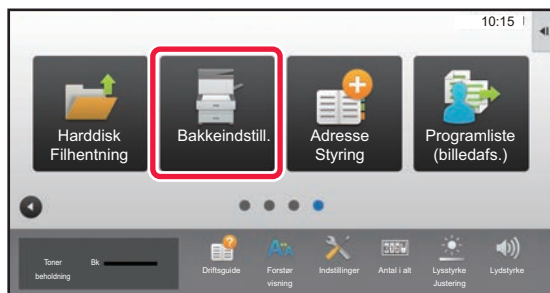 10:15
Harddisk
Filhentning
Bakkeindstill.
Adresse
Styring
Programliste
(billedafs.)
Toner
beholdning
Bk
Driftsguide
Forstør
visning
Indstillinger
Antal i alt
Lysstyrke
Justering
Lydstyrke